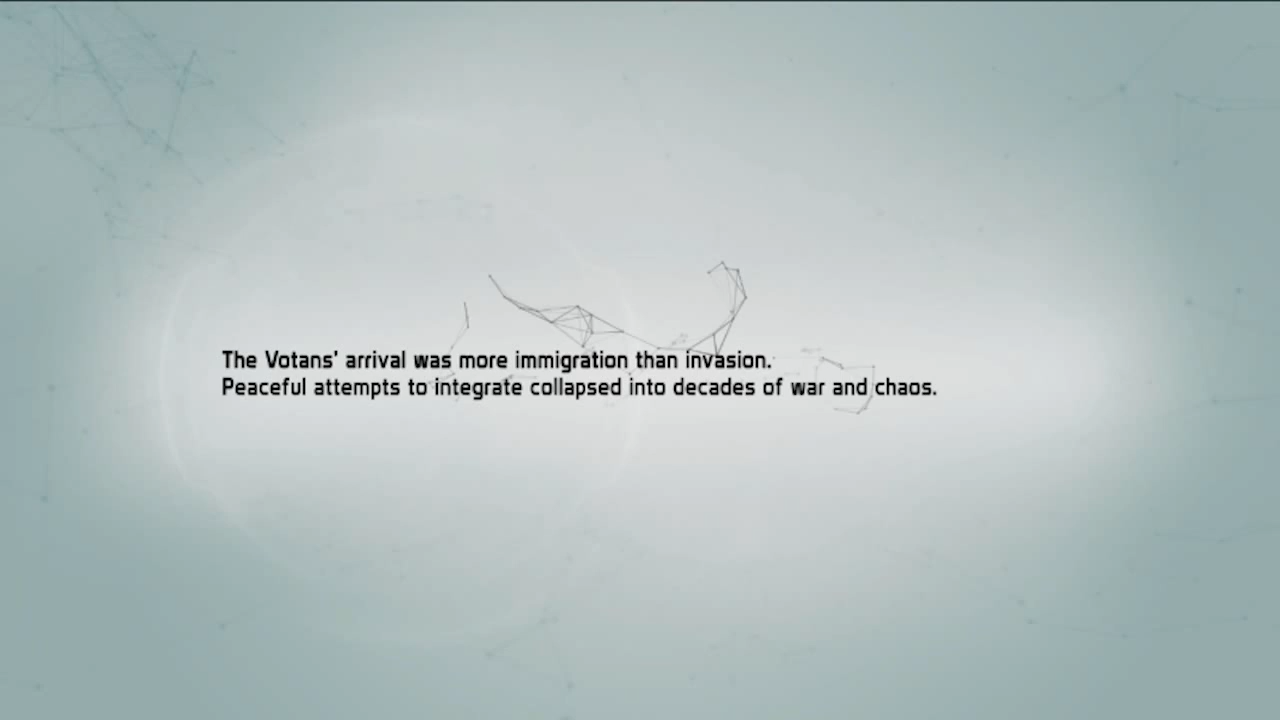 The Votans' arrival was more immigration than invasion.
Peaceful attempts to integrate collapsed into decades of war and chaos.